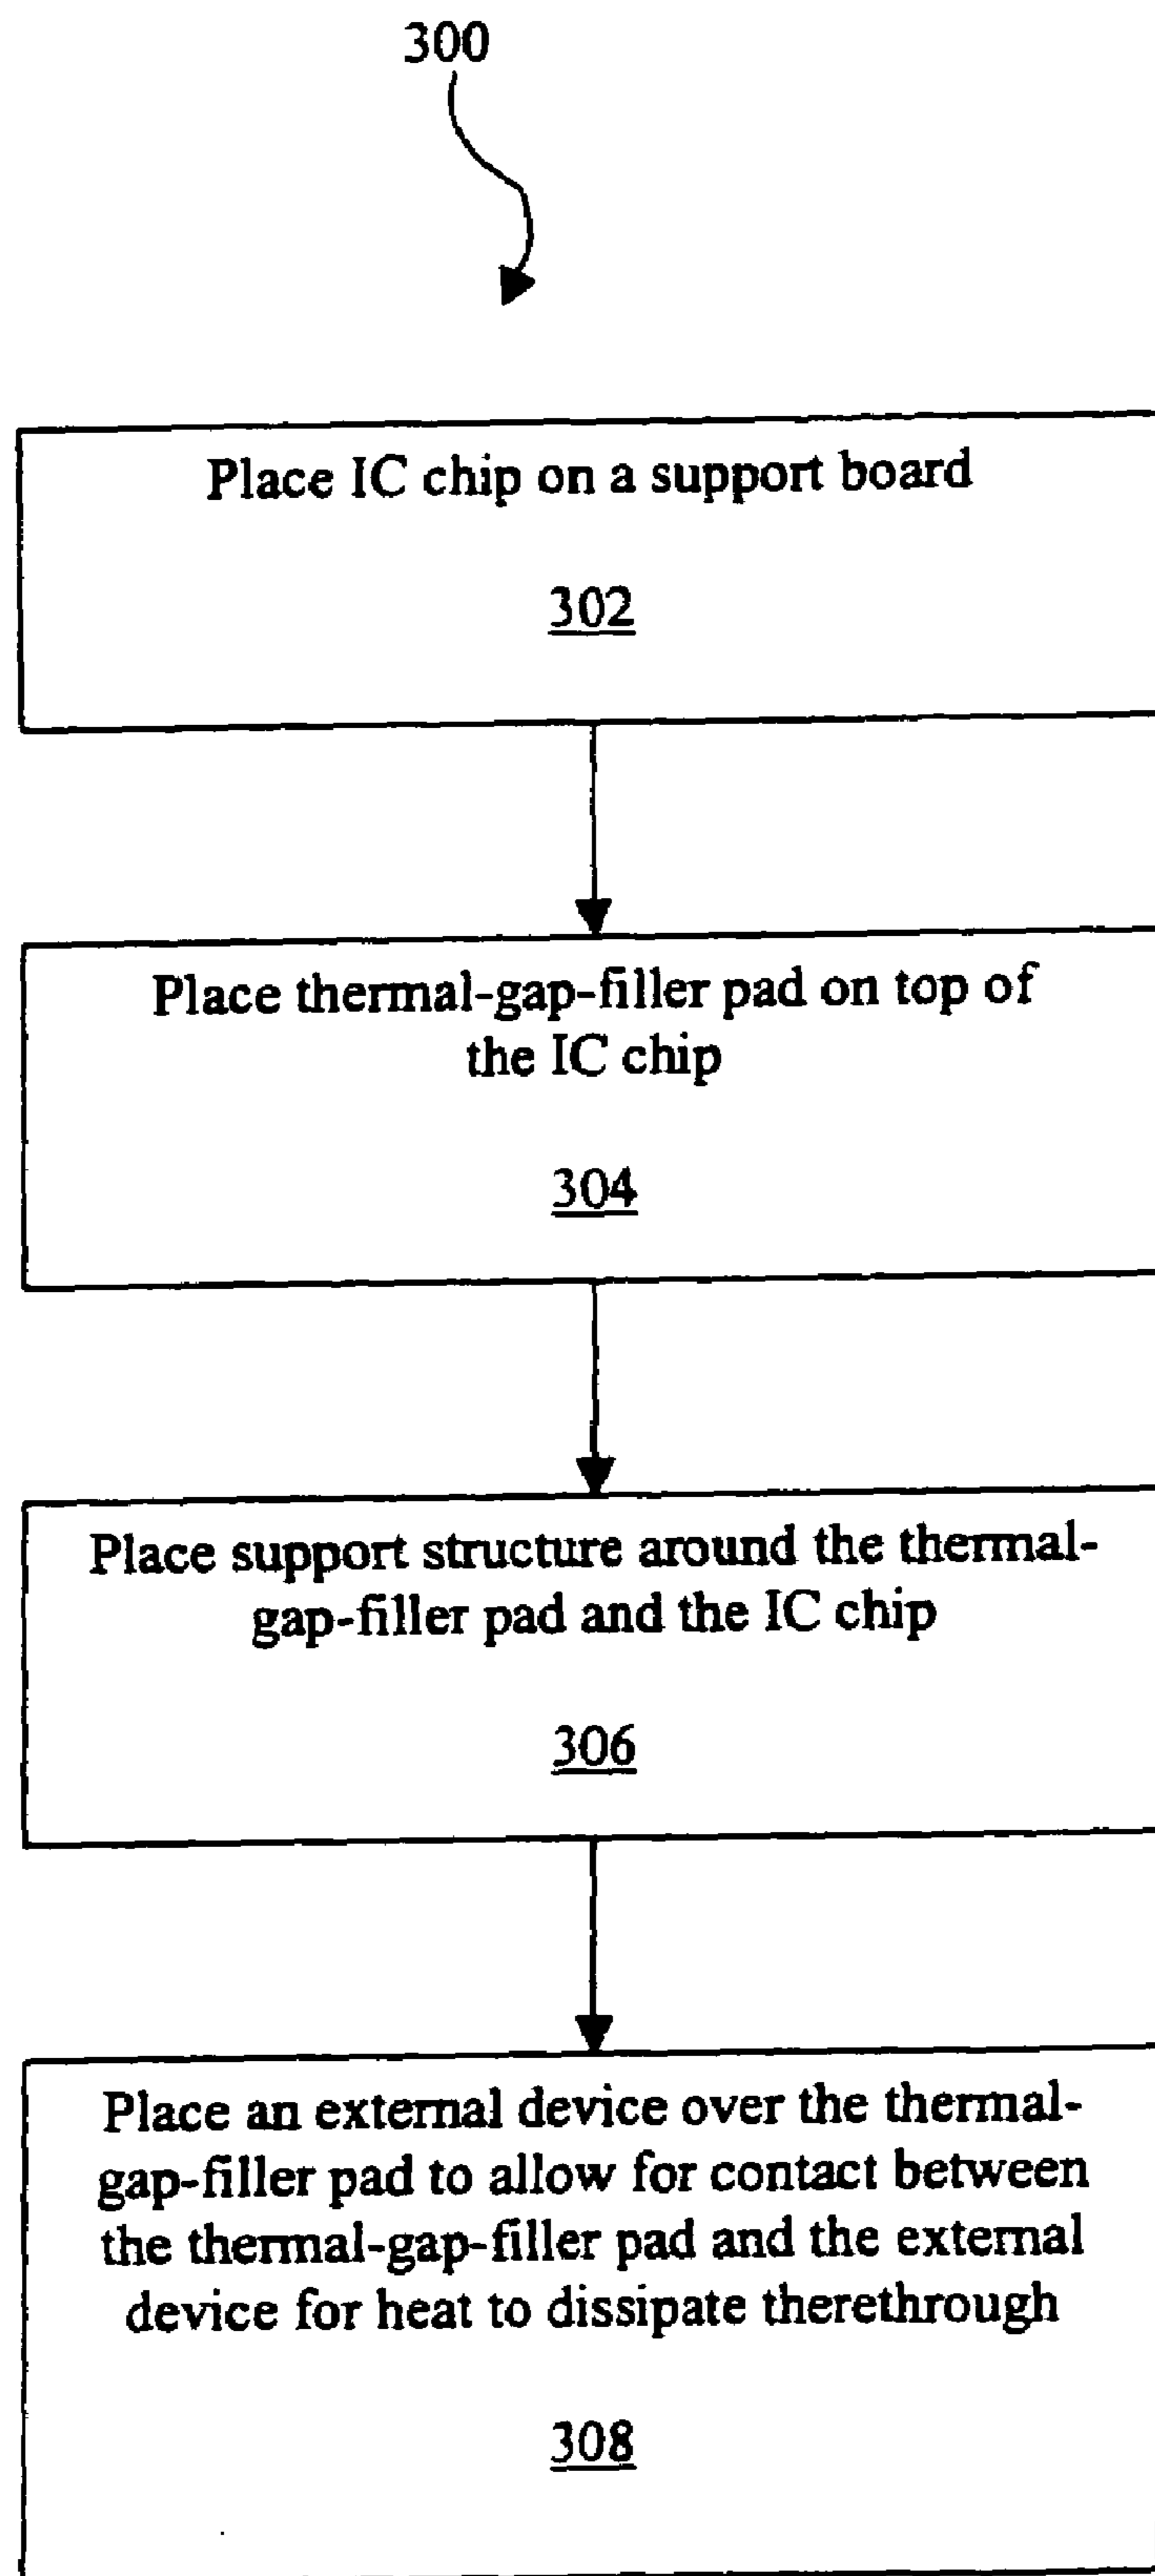 300
Place IC chip on a support board
302
Place thermal-gap-filler pad on top of
the IC chip
304
Place support structure around the thermal-
gap-filler pad and the IC chip
306
Place an external device over the thermal-
gap-filler pad to allow for contact between
the thermal-gap-filler pad and the external
device for heat to dissipate therethrough
308